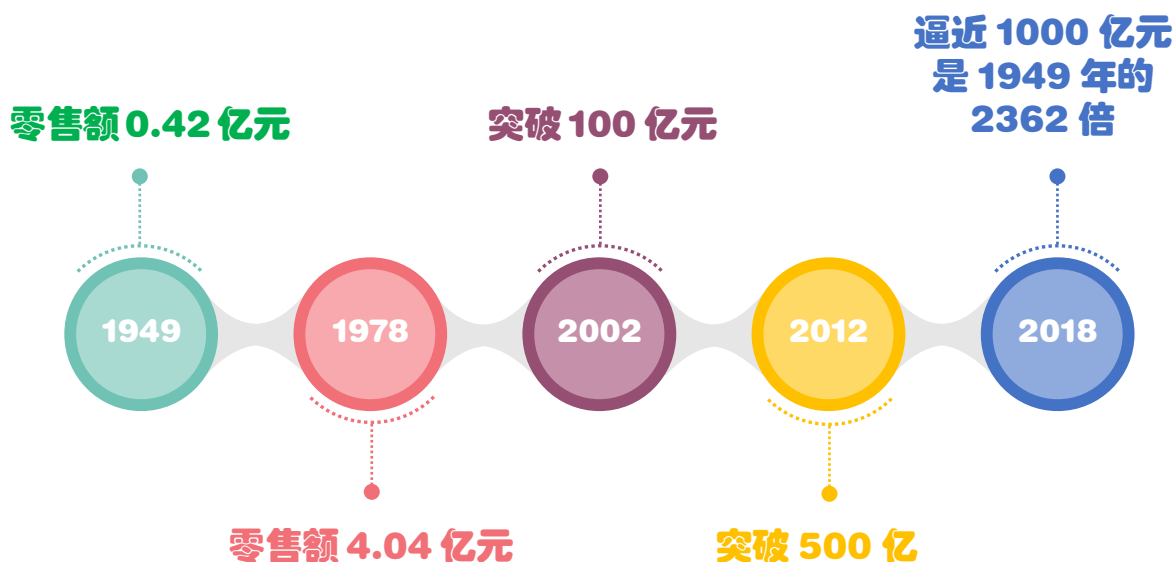 逼近 1000 亿元
是 1949 年的
2362 倍
零售额 0.42 亿元
突破 100 亿元
1949
1978
2002
2012
2018
零售额 4.04 亿元
突破 500 亿